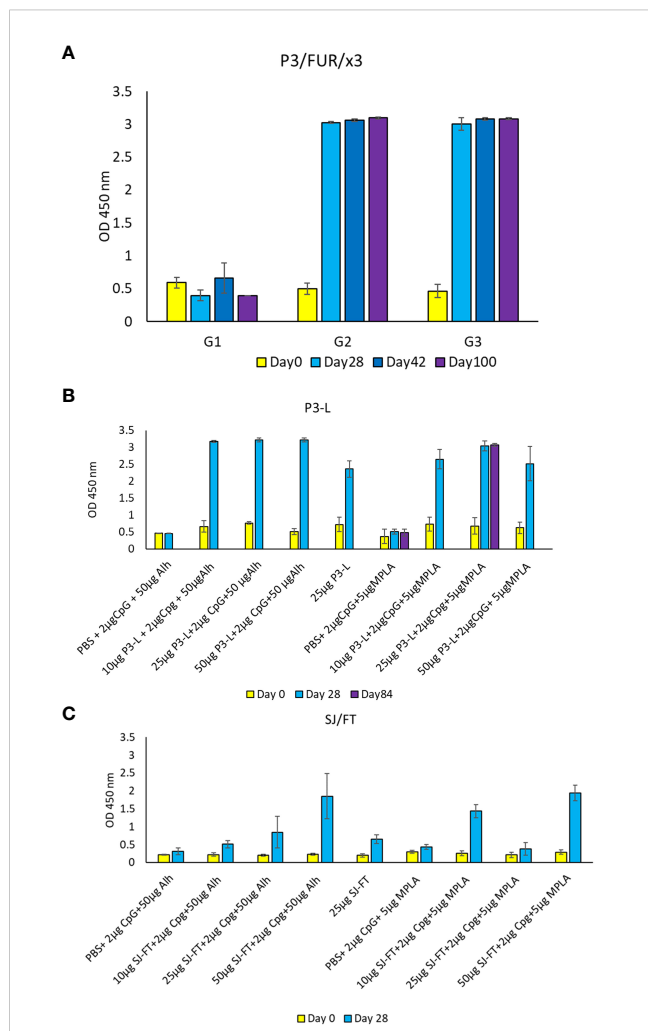 A
P3/FUR/x3
3.5
3
2.5
2
1.5
1
0.5
0
OD 450 nm
G1 G2 G3
Day0 Day28 Day42 Day100
B
P3-L
3.5
3
2.5
2
1.5
1
0.5
0
OD 450 nm
PBS + 2µgCpG + 50µg Alh
10µg P3-L + 2µgCpg + 50µgAlh
25µg P3-L+2µg CpG+50 µgAlh
50µg P3-L+2µg CpG+50 µgAlh
25µg P3-L
PBS + 2µgCpG+5µgMPLA
10µg P3-L+2µgCpG+5µgMPLA
25µg P3-L+2µgCpg+5µgMPLA
50µg P3-L+2µgCpG+ 5µgMPLA
Day 0 Day 28 Day84
C
SJ/FT
3.5
3
2.5
2
1.5
1
0.5
0
OD 450 nm
PBS+ 2µg CpG+50µg Alh
10µg SJ-FT+2µg Cpg+50µg Alh
25µg SJ-FT+2µg Cpg+50µg Alh
50µg SJ-FT+2µg Cpg+50µg Alh
25µg SJ-FT
PBS+ 2µg CpG+ 5µg MPLA
10µg SJ-FT+2µg Cpg+5µg MPLA
25µg SJ-FT+2µg Cpg+5µg MPLA
50µg SJ-FT+2µg Cpg+5µg MPLA
Day 0 Day 28